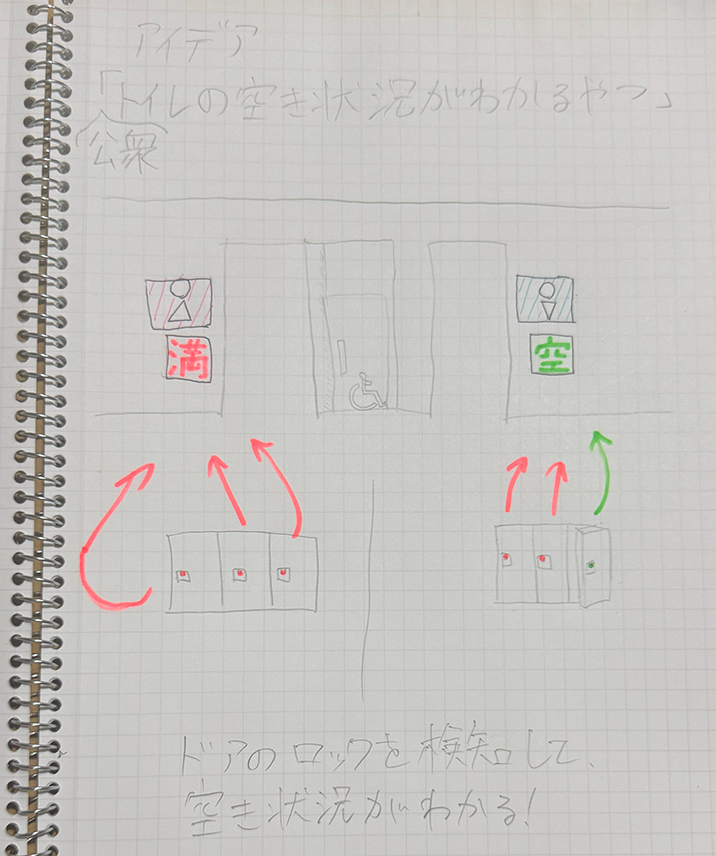 アイデア
「トイレの空き状況がわかるやつ」
公衆
満
空
ドアのロックを検知して、
空き状況がわかる!